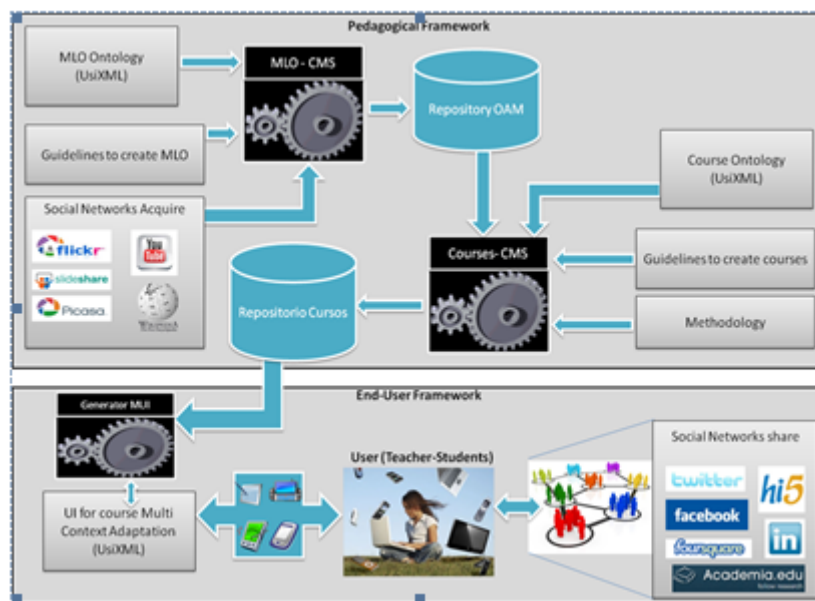 Pedagogical Framework
MLO Ontology
(UsiXML)
MLO - CMS
Repository OAM
Guidelines to create MLO
Course Ontology
(UsiXML)
Social Networks Acquire
flickr
You
Tube
slideshare
Picasa
Courses- CMS
Guidelines to create courses
Repositorio Cursos
Methodology
End-User Framework
Generator MUI
User (Teacher-Students)
Social Networks share
twitter
hi5
UI for course Multi
Context Adaptation
(UsiXML)
facebook
foursquare
in
Academia.edu